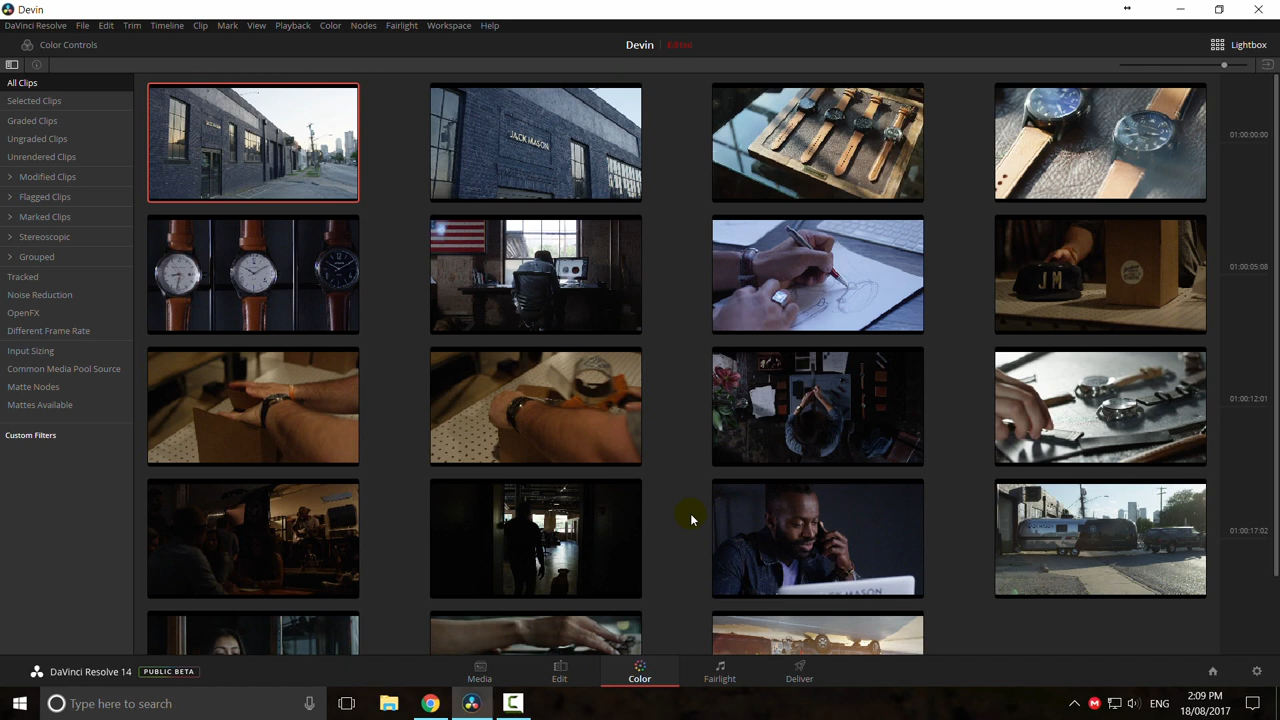 Devin
DaVinci Resolve File Edit Trim Timeline Clip Mark View Playback Color Nodes Fairlight Workspace Help
Color Controls
Devin Edited
Lightbox
All Clips
Selected Clips
Graded Clips
Ungraded Clips
Unrendered Clips
Modified Clips
Flagged Clips
Marked Clips
Stereoscopic
Grouped
Tracked
Noise Reduction
OpenFX
Different Frame Rate
Input Sizing
Common Media Pool Source
Matte Nodes
Mattes Available
Custom Filters
JACK MASON
01:00:00:00
01:00:05:08
JM
01:00:12:01
01:00:17:02
DaVinci Resolve 14 PUBLIC BETA
Media Edit Color Fairlight Deliver
Type here to search
ENG
2:09 PM
18/08/2017